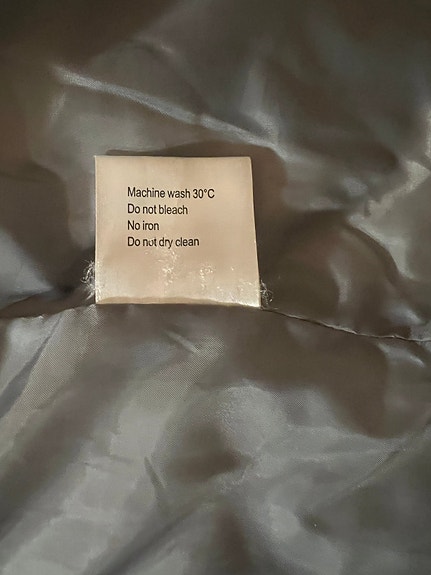 Machine wash 30°C
Do not bleach
No iron
Do not dry clean